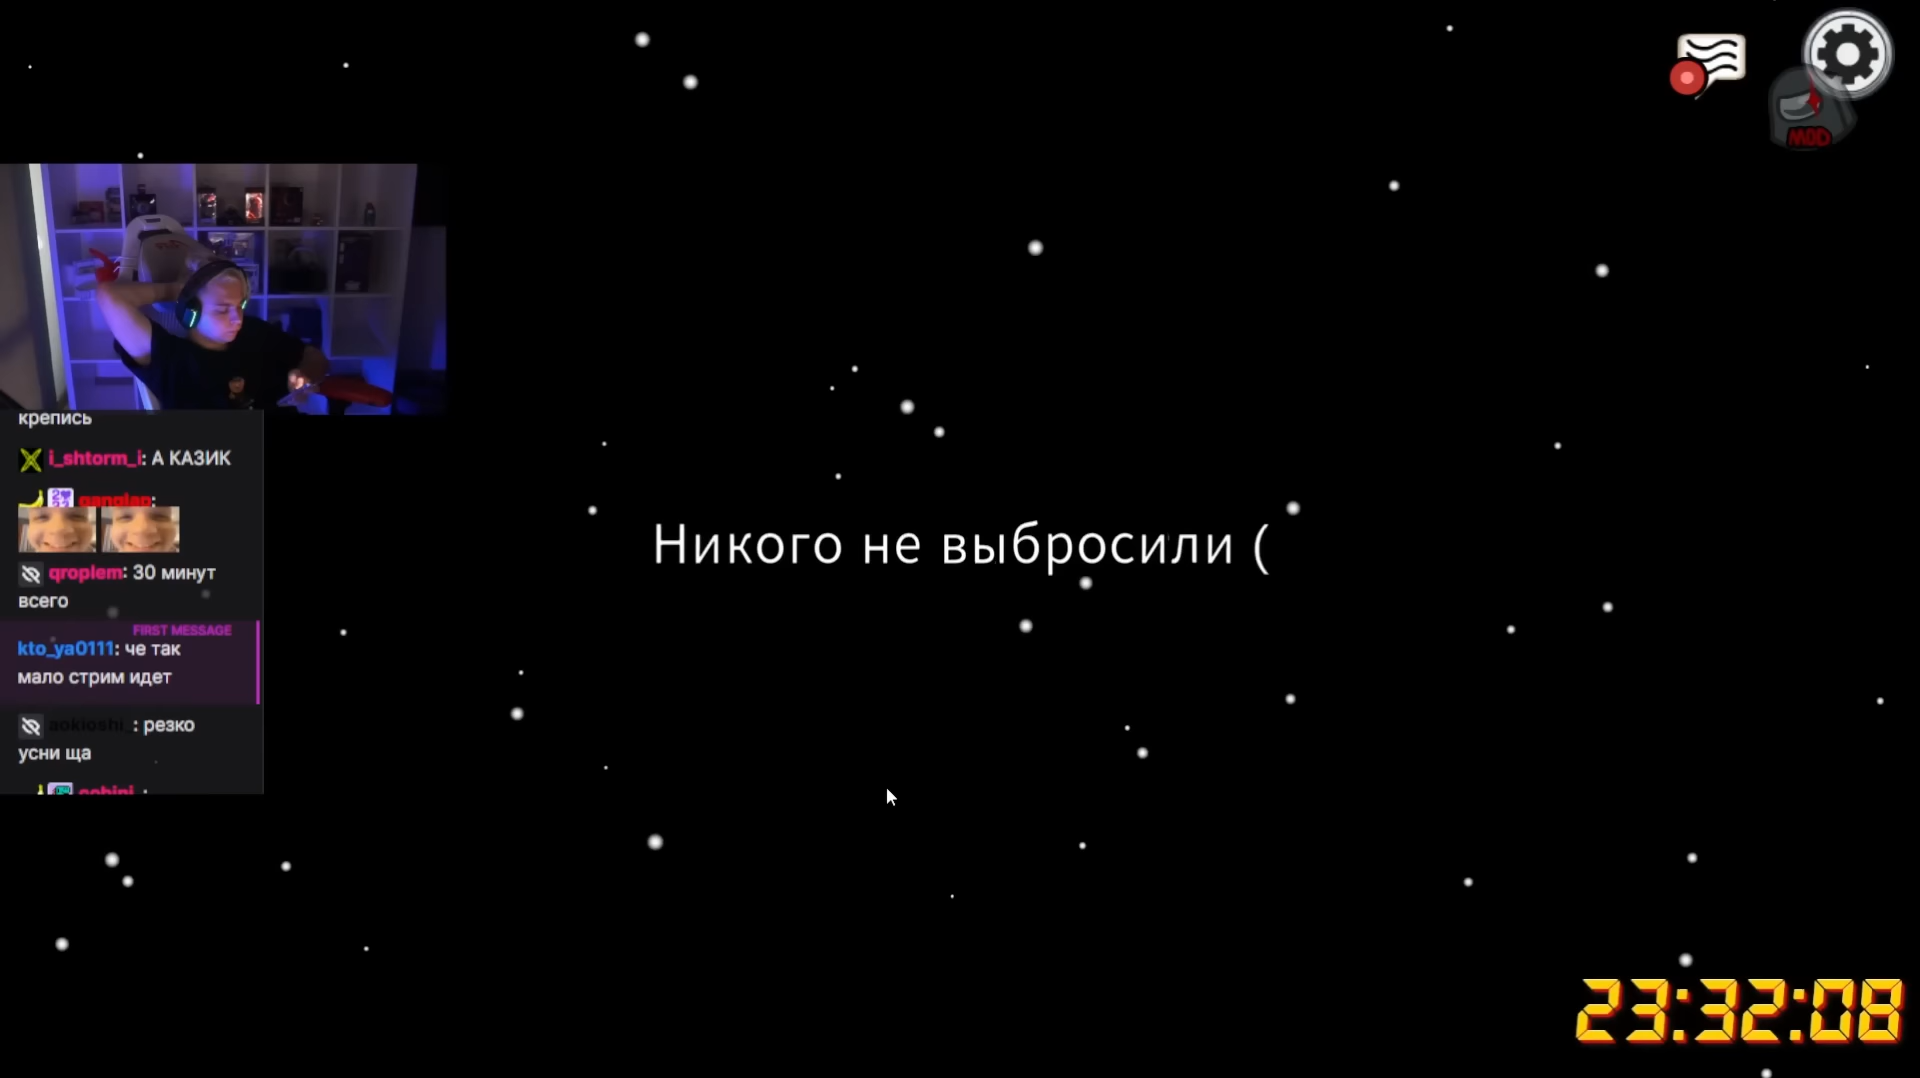 MOD
крепись
i_shtorm_i: А КАЗИК
qroplem: 30 минут
всего
FIRST MESSAGE
kto_ya0111: че так
мало стрим идет
aokioshi_: резко
усни ща
Никого не выбросили (
23:32:08